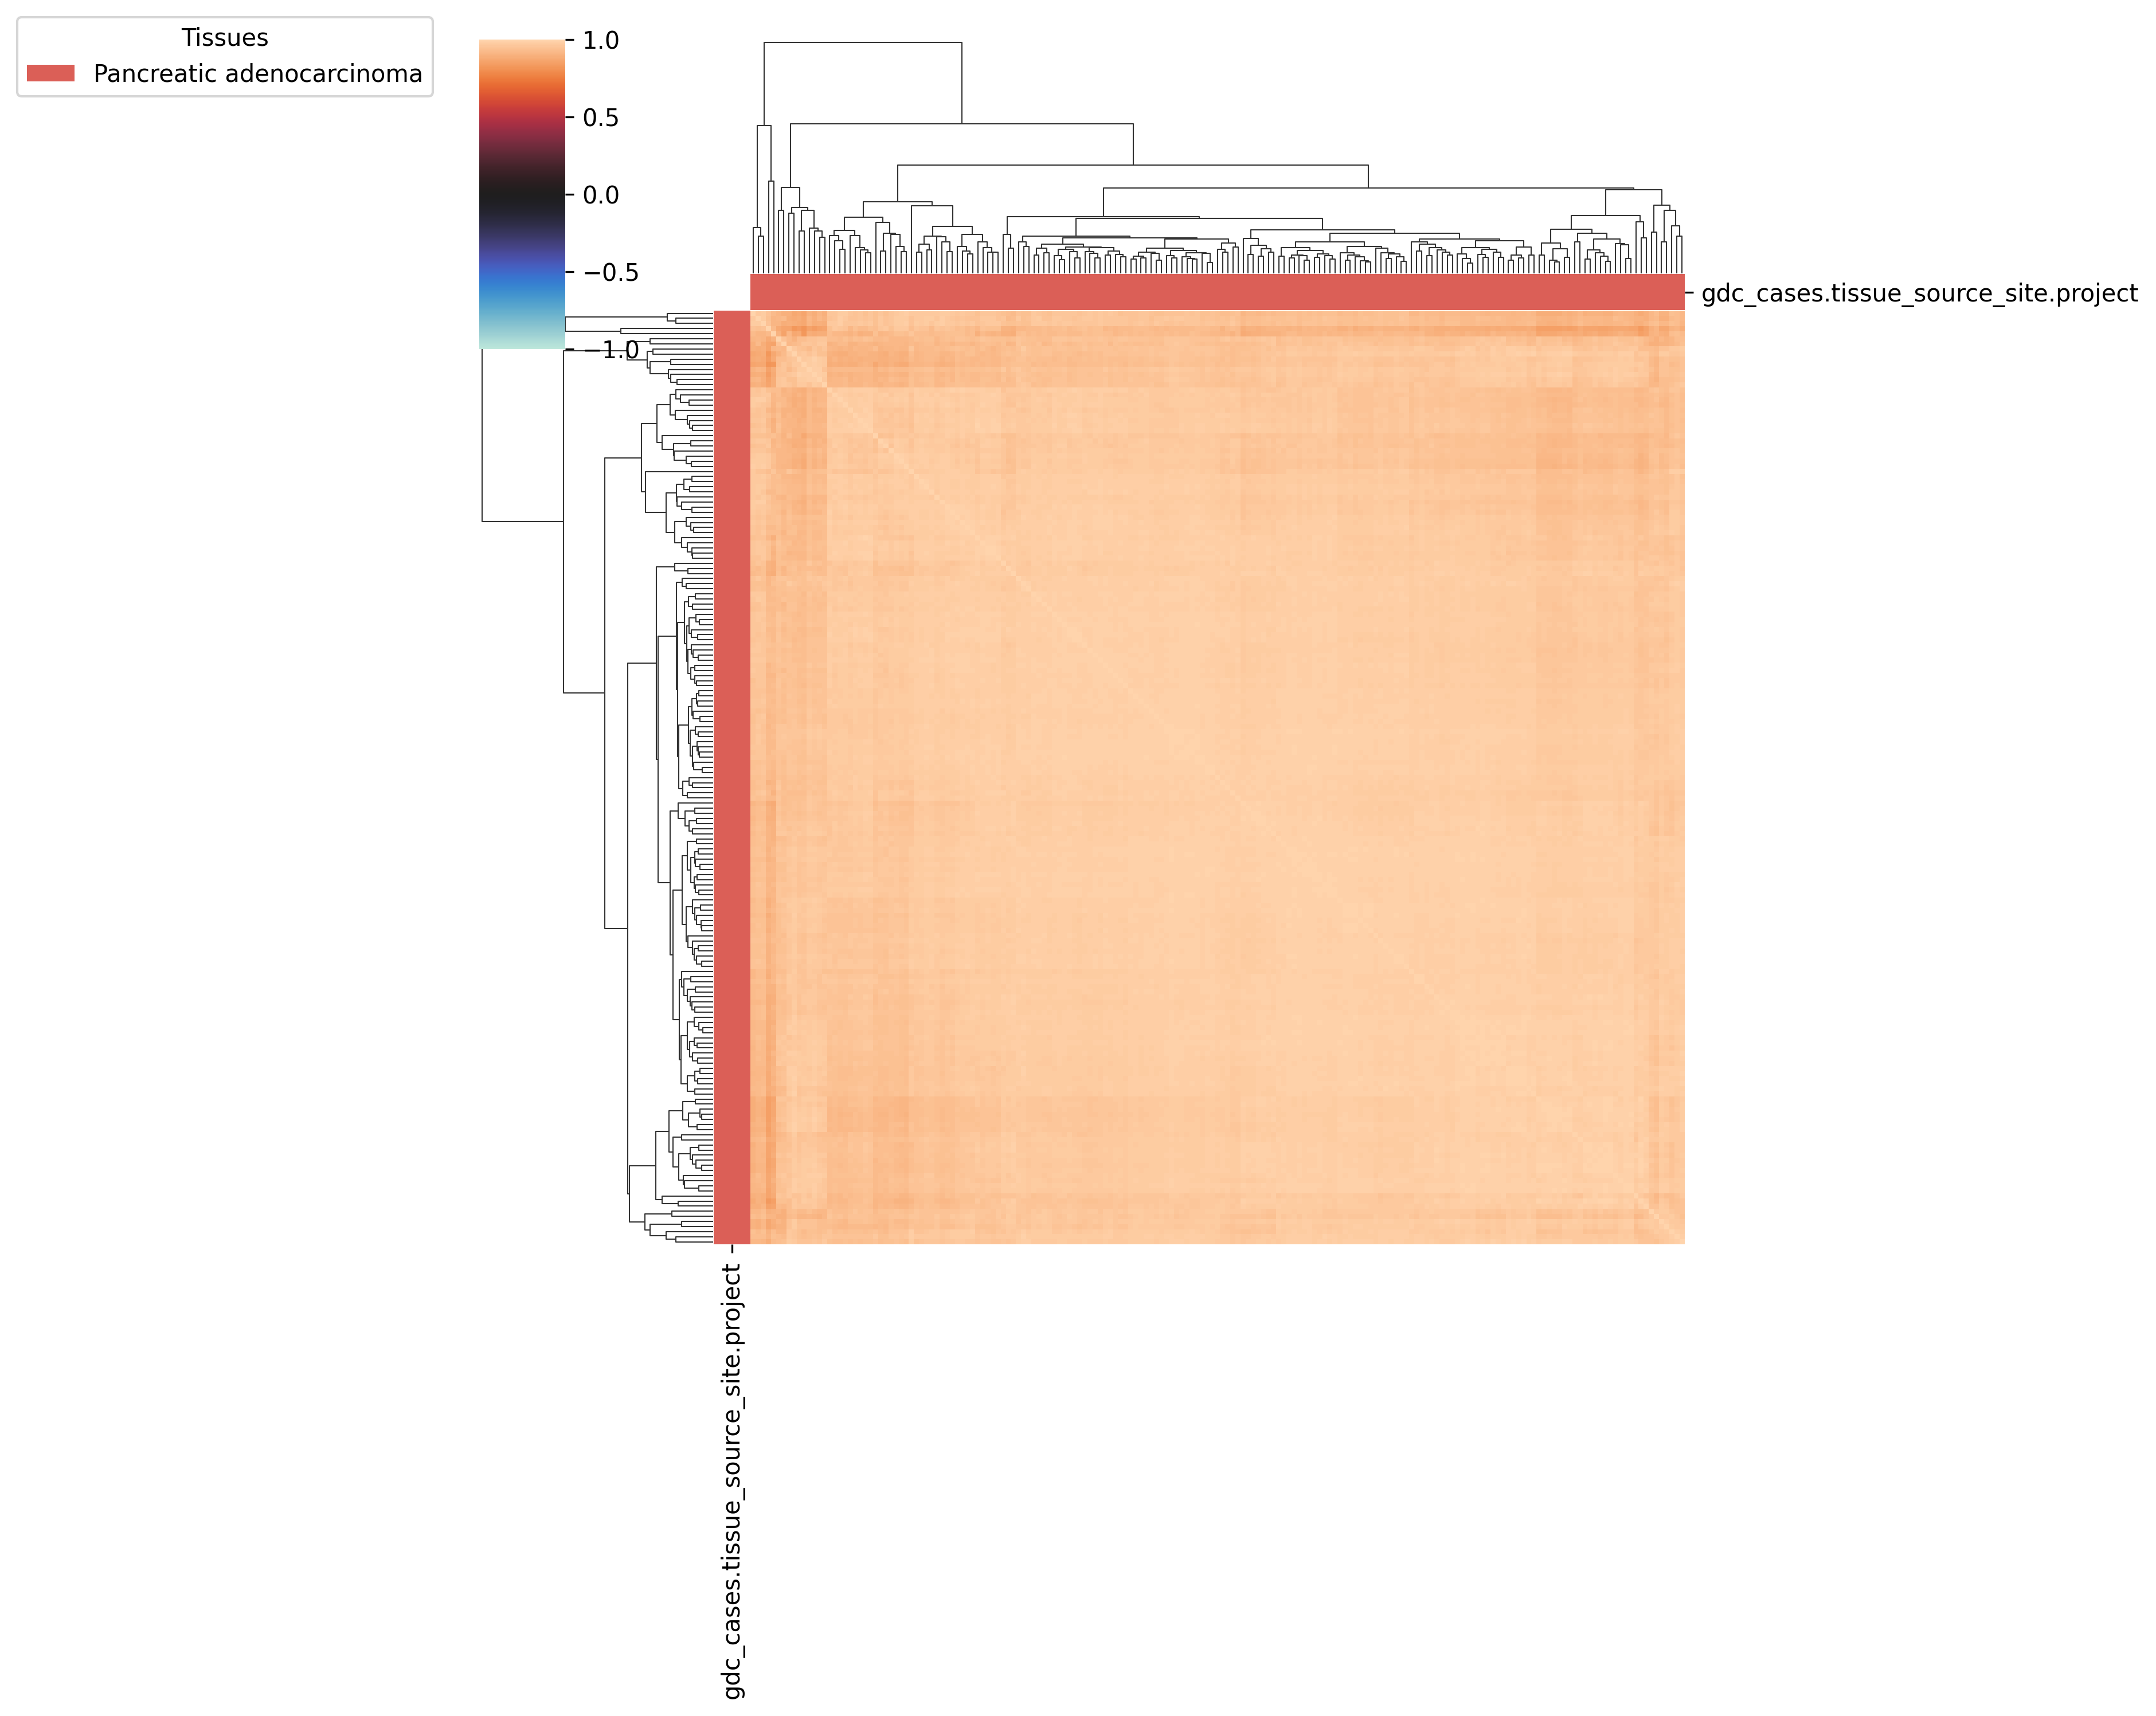 Tissues
Pancreatic adenocarcinoma
1.0
0.5
0.0
−0.5
−1.0
gdc_cases.tissue_source_site.project
gdc_cases.tissue_source_site.project